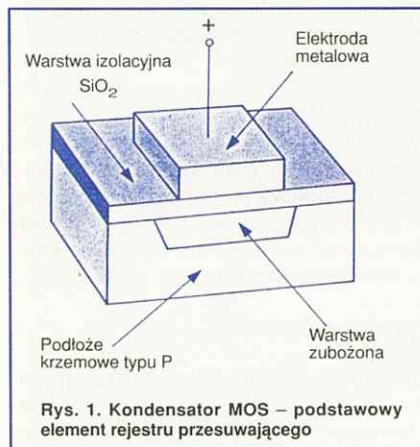 +
Elektroda
metalowa
Warstwa izolacyjna
SiO₂
Podłoże
krzemowe typu P
Warstwa
zubożona
Rys. 1. Kondensator MOS – podstawowy
element rejestru przesuwającego